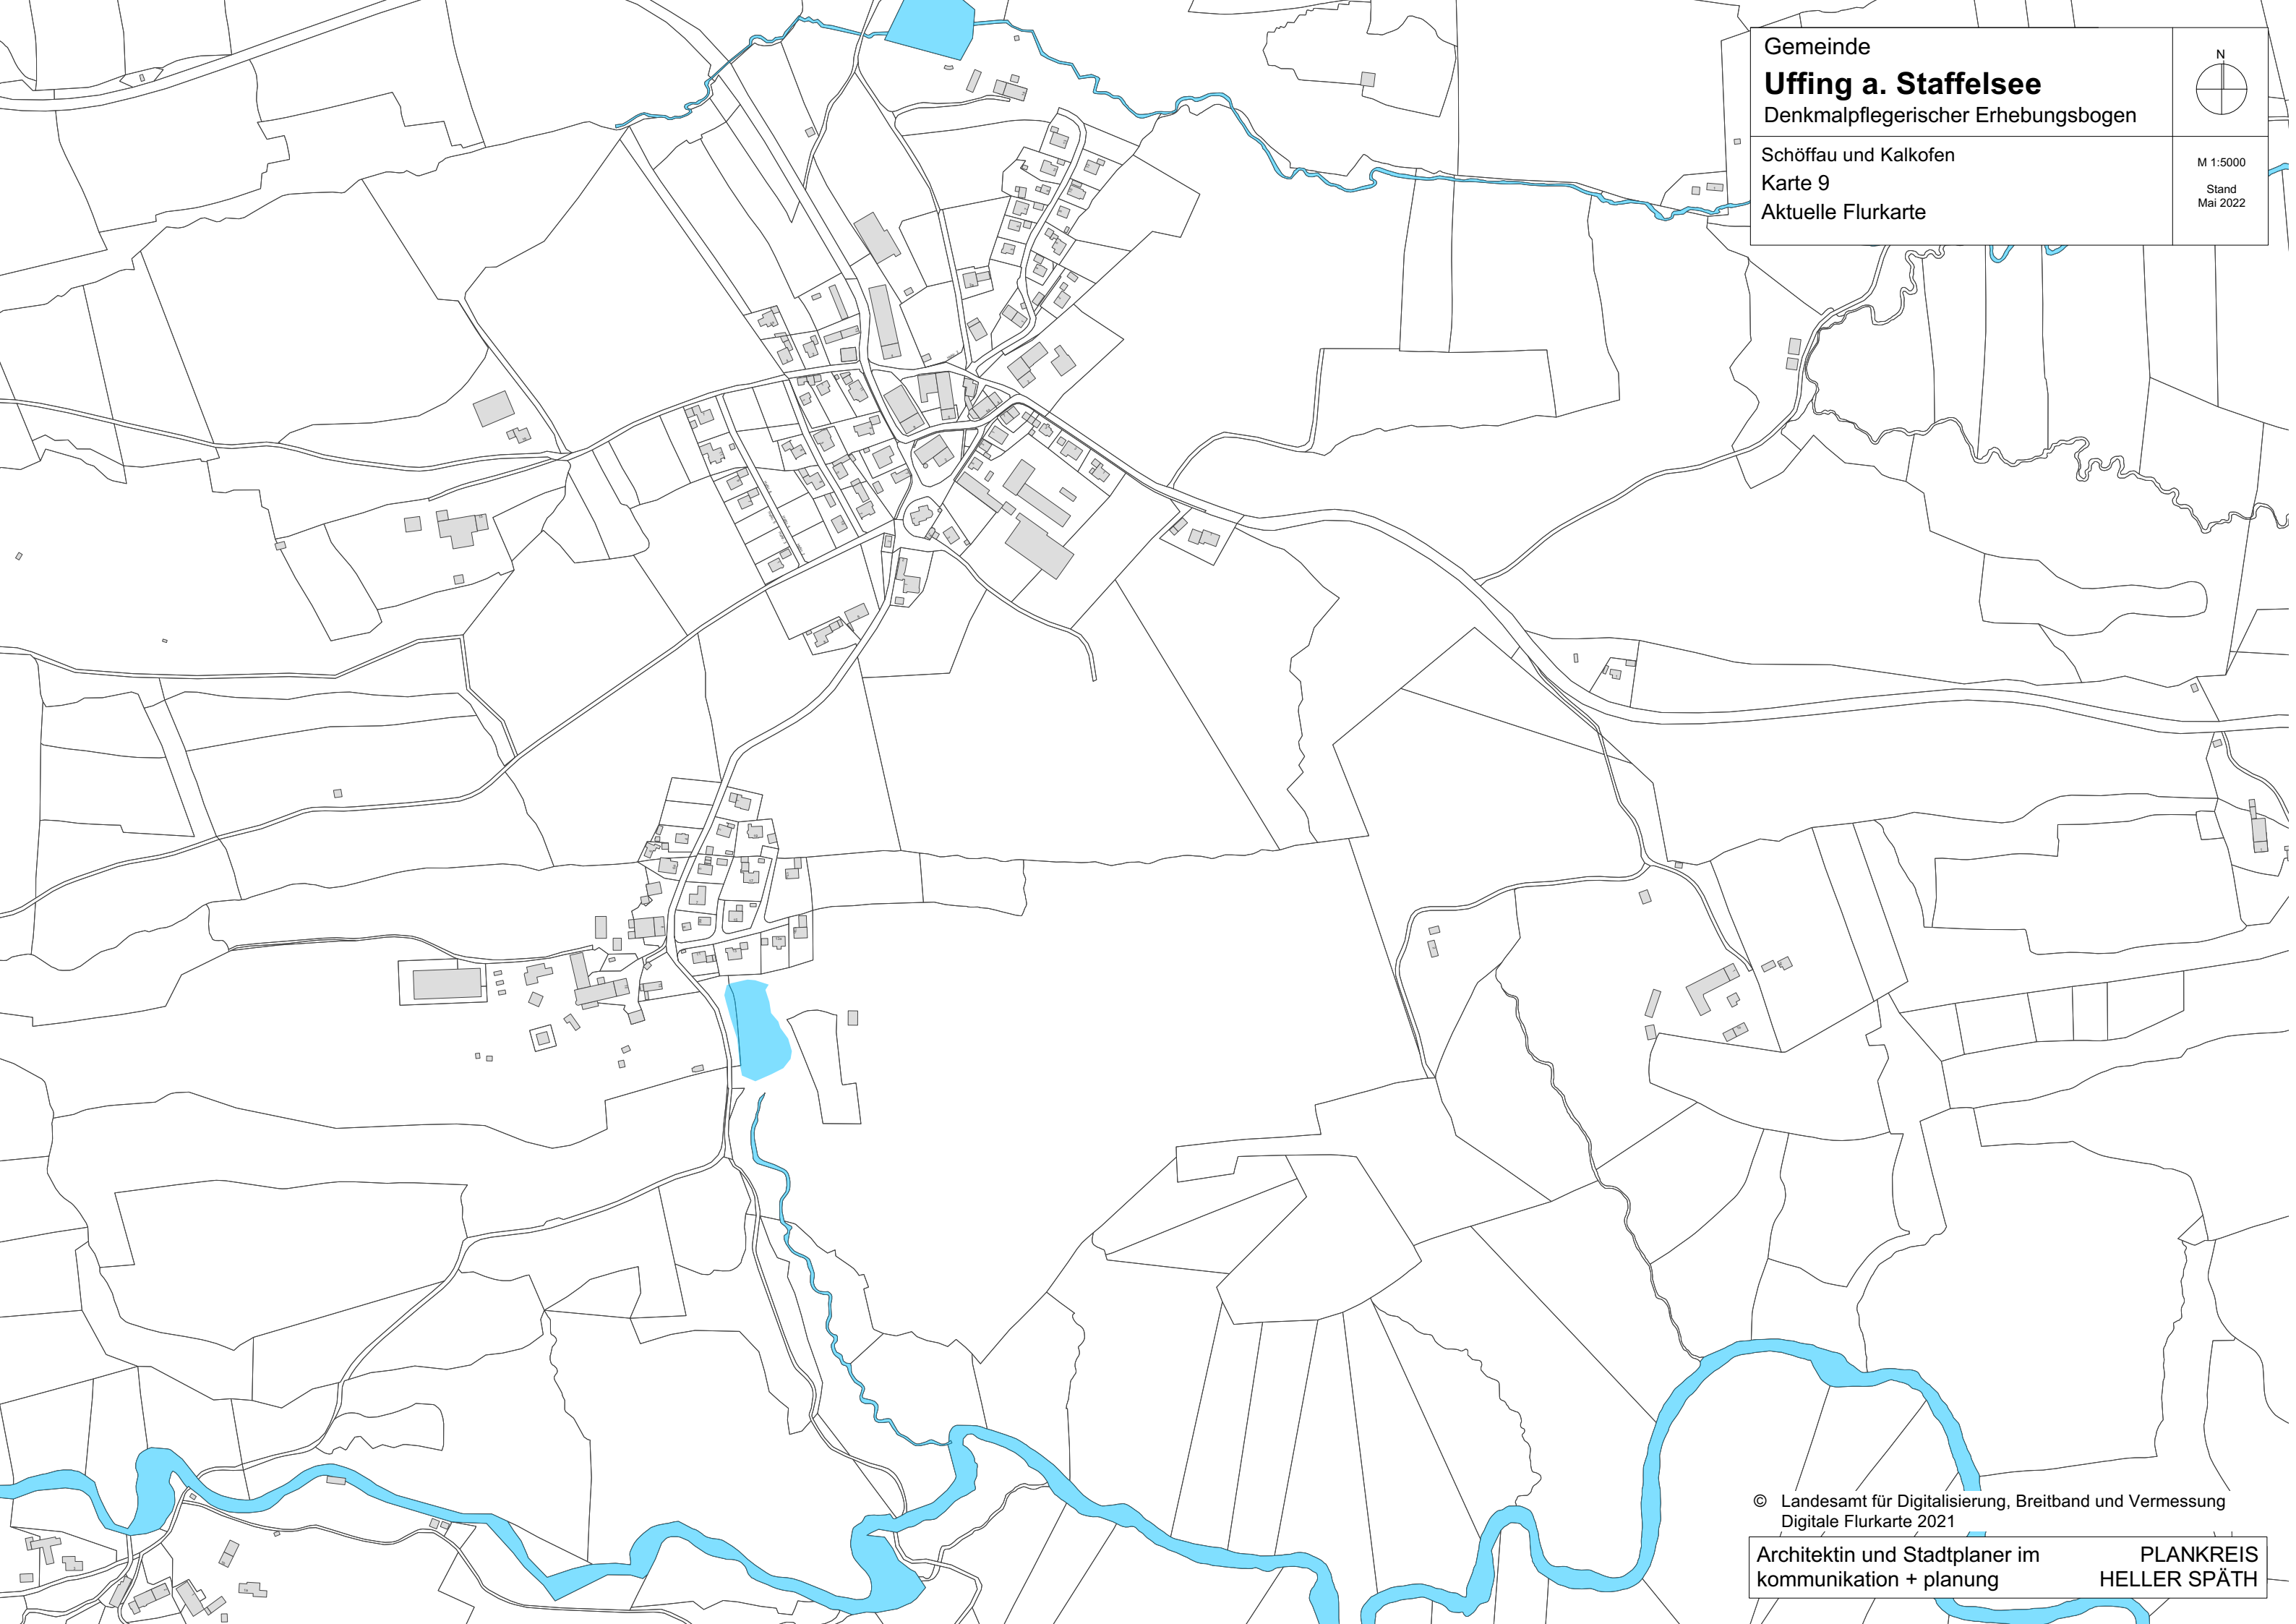 Gemeinde
Uffing a. Staffelsee
Denkmalpflegerischer Erhebungsbogen
N
Schöffau und Kalkofen
Karte 9
Aktuelle Flurkarte
M 1:5000
Stand
Mai 2022
© Landesamt für Digitalisierung, Breitband und Vermessung
Digitale Flurkarte 2021
Architektin und Stadtplaner im
kommunikation + planung
PLANKREIS
HELLER SPÄTH